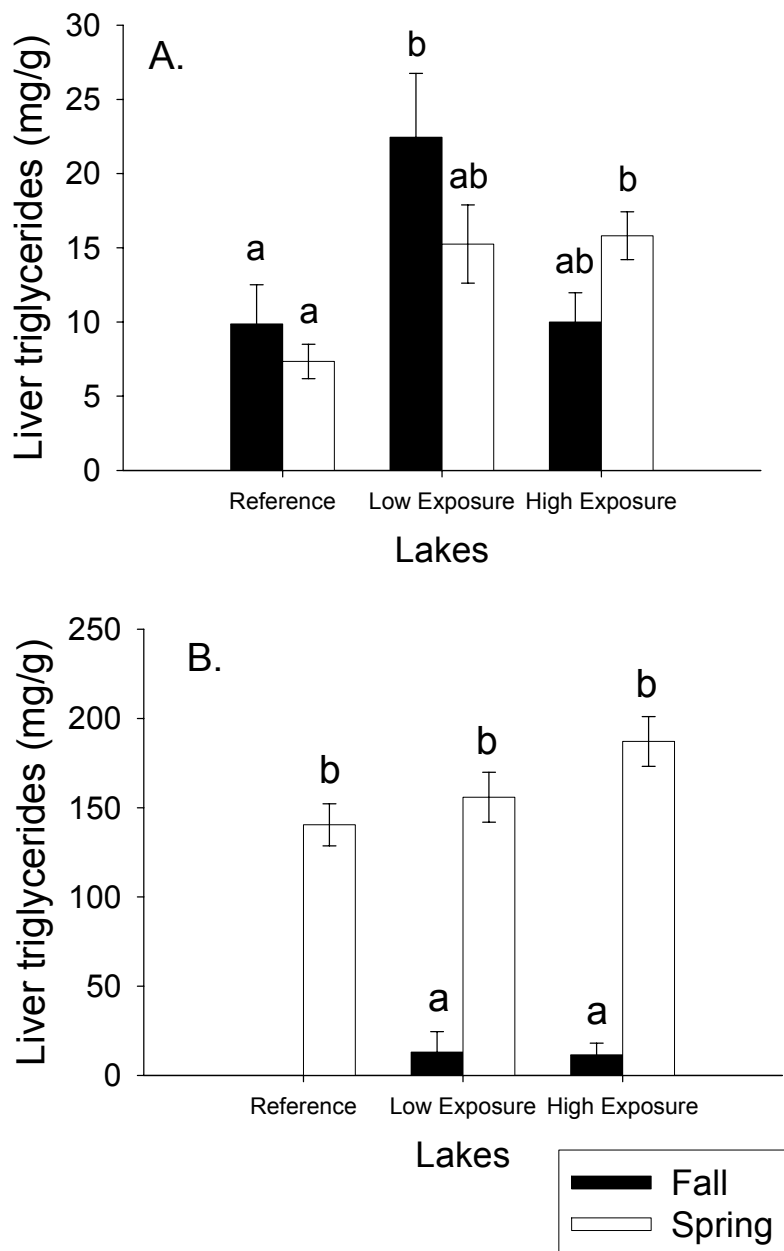 A.
Liver triglycerides (mg/g)
30
25
20
15
10
5
0
a
a
b
ab
ab
b
Reference Low Exposure High Exposure
Lakes
B.
Liver triglycerides (mg/g)
250
200
150
100
50
0
b
a
b
a
b
Reference Low Exposure High Exposure
Lakes
Fall
Spring